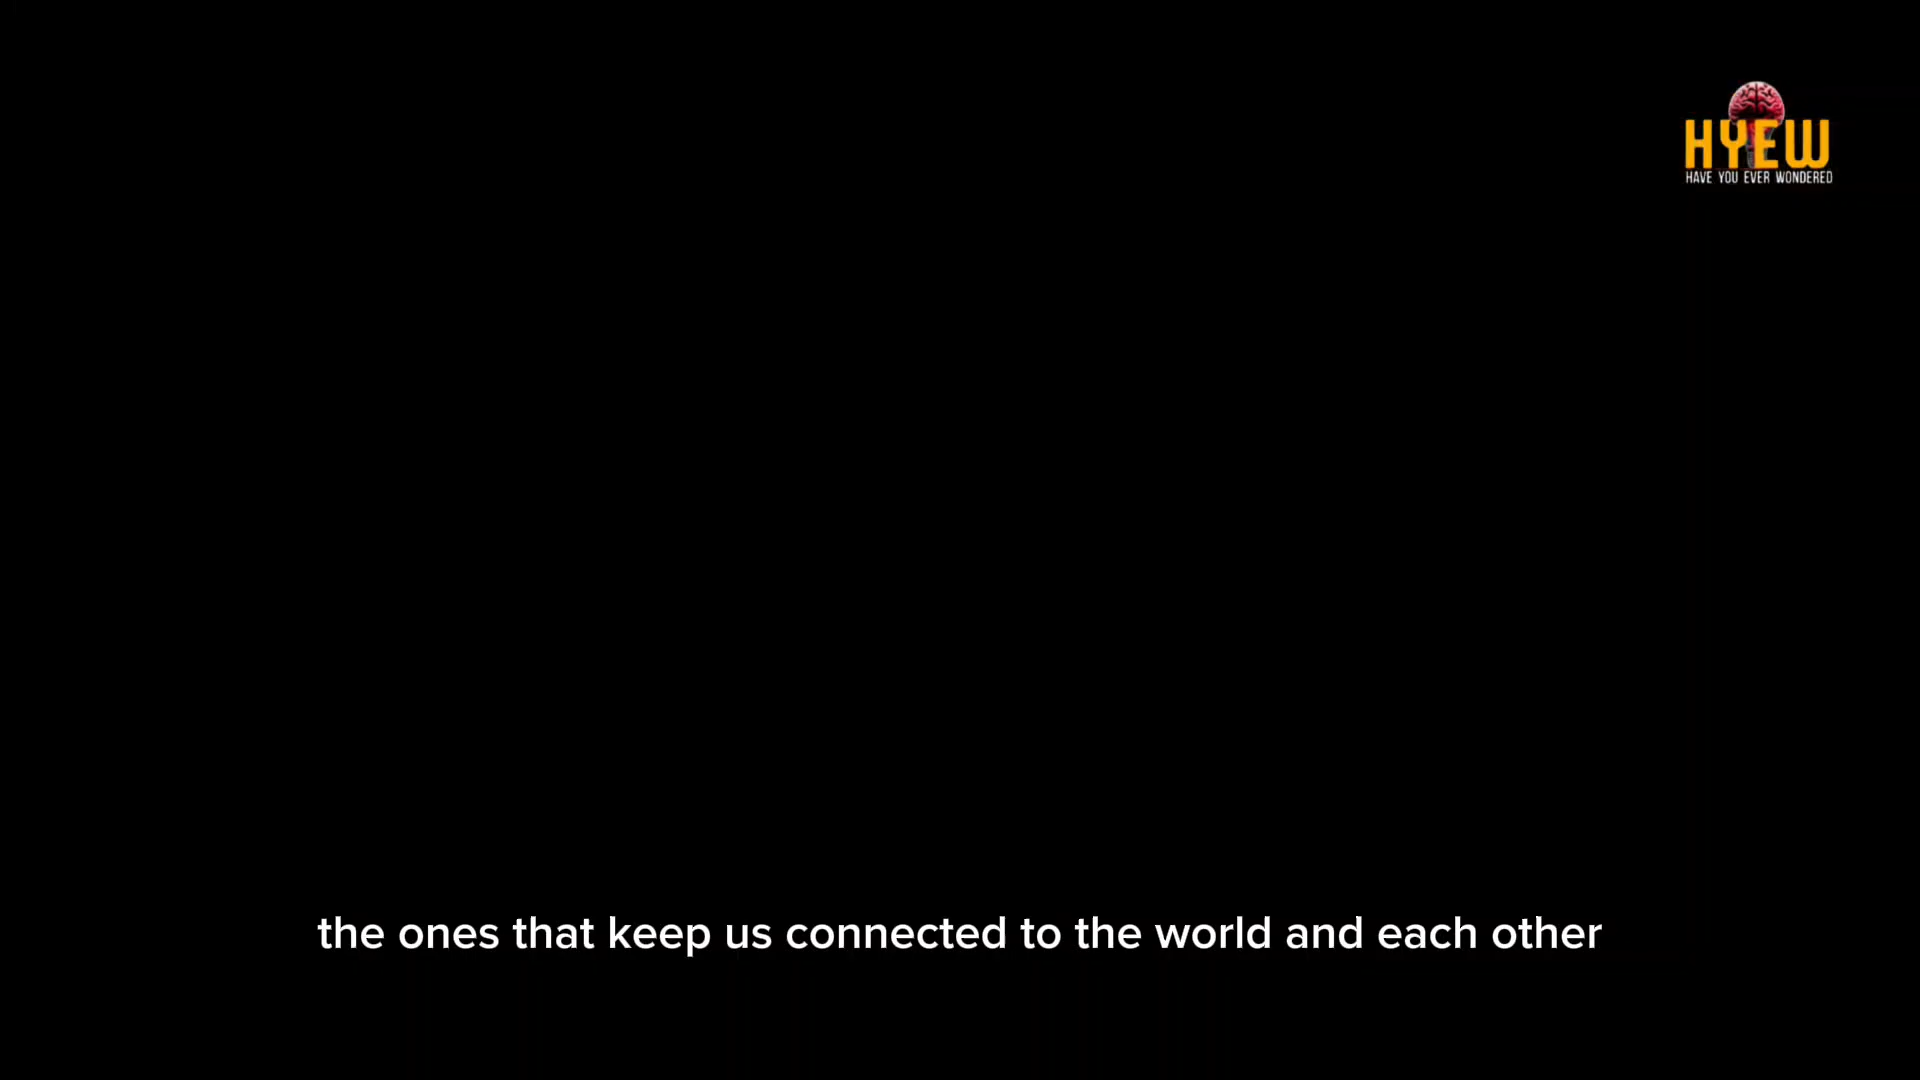 HYEW
HAVE YOU EVER WONDERED
the ones that keep us connected to the world and each other